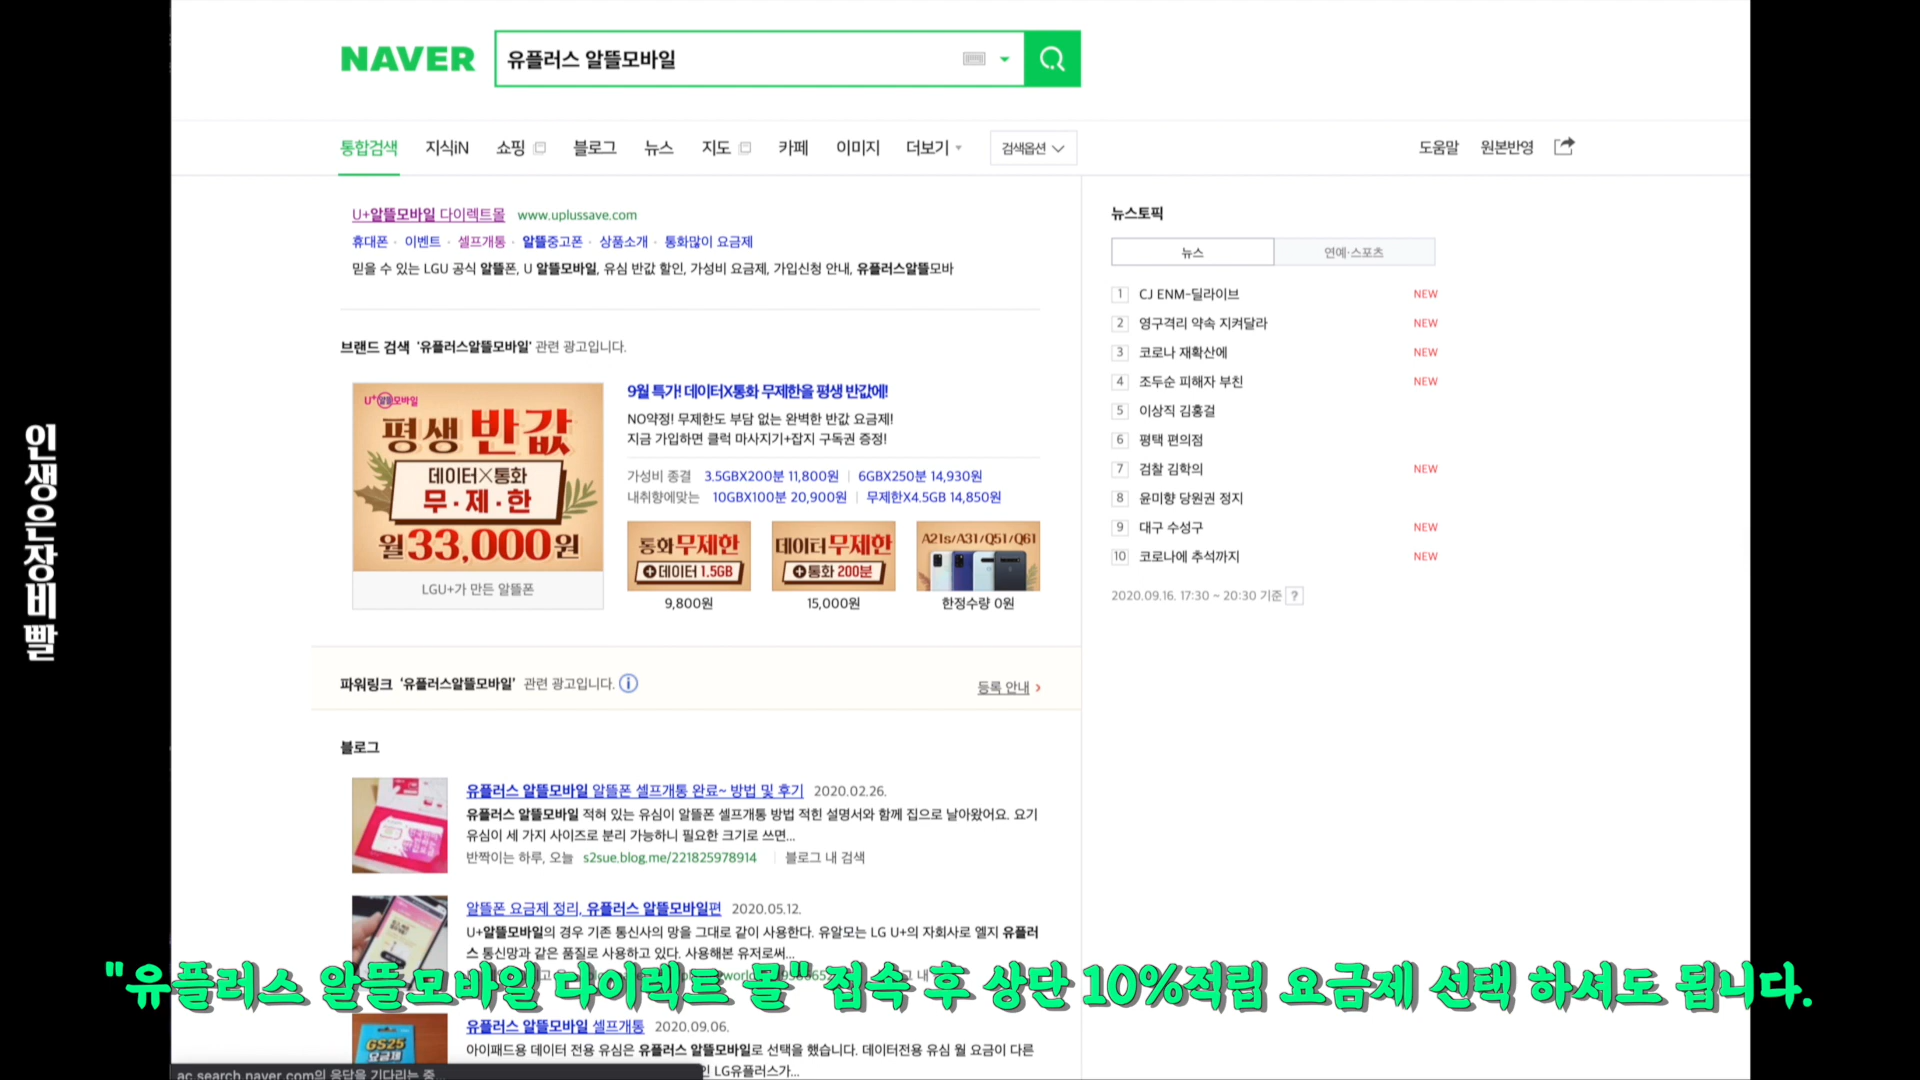 NAVER
유플러스 알뜰모바일
통합검색 지식iN 쇼핑 블로그 뉴스 지도 카페 이미지 더보기 검색옵션 도움말 원본반영
U+알뜰모바일 다이렉트몰 www.uplussave.com
휴대폰 · 이벤트 · 셀프개통 · 알뜰중고폰 · 상품소개 · 통화많이 요금제
믿을 수 있는 LGU 공식 알뜰폰, U 알뜰모바일, 유심 반값 할인, 가성비 요금제, 가입신청 안내, 유플러스알뜰모바
브랜드 검색 '유플러스알뜰모바일' 관련 광고입니다.
U+알뜰모바일
평생 반값
데이터X통화
무·제·한
월33,000원
LGU+가 만든 알뜰폰
9월 특가! 데이터X통화 무제한을 평생 반값에!
NO약정! 무제한도 부담 없는 완벽한 반값 요금제!
지금 가입하면 클럭 마사지기+잡지 구독권 증정!
가성비 종결 3.5GBX200분 11,800원 | 6GBX250분 14,930원
내취향에맞는 10GBX100분 20,900원 | 무제한X4.5GB 14,850원
통화무제한
+데이터 1.5GB
9,800원
데이터무제한
+통화 200분
15,000원
A21s/A31/Q51/Q61
한정수량 0원
파워링크 '유플러스알뜰모바일' 관련 광고입니다.
등록 안내
블로그
유플러스 알뜰모바일 알뜰폰 셀프개통 완료~ 방법 및 후기 2020.02.26.
유플러스 알뜰모바일 적혀 있는 유심이 알뜰폰 셀프개통 방법 적힌 설명서와 함께 집으로 날아왔어요. 요기
유심이 세 가지 사이즈로 분리 가능하니 필요한 크기로 쓰면...
반짝이는 하루, 오늘 s2sue.blog.me/221825978914 | 블로그 내 검색
알뜰폰 요금제 정리, 유플러스 알뜰모바일편 2020.05.12.
U+알뜰모바일의 경우 기존 통신사의 망을 그대로 같이 사용한다. 유알모는 LG U+의 자회사로 엘지 유플러
스 통신망과 같은 품질로 사용하고 있다. 사용해본 유저로써...
유플러스 알뜰모바일 셀프개통 2020.09.06.
아이패드용 데이터 전용 유심은 유플러스 알뜰모바일로 선택을 했습니다. 데이터전용 유심 월 요금이 다른
인 LG유플러스가...
GS25
요금제
뉴스토픽
뉴스 연예·스포츠
1 CJ ENM-딜라이브 NEW
2 영구격리 약속 지켜달라 NEW
3 코로나 재확산에 NEW
4 조두순 피해자 부친 NEW
5 이상직 김홍걸
6 평택 편의점
7 검찰 김학의 NEW
8 윤미향 당원권 정지
9 대구 수성구 NEW
10 코로나에 추석까지 NEW
2020.09.16. 17:30 ~ 20:30 기준 ?
인생은장비빨
"유플러스 알뜰모바일 다이렉트 몰" 접속 후 상단 10%적립 요금제 선택 하셔도 됩니다.
ac.search.naver.com의 응답을 기다리는 중...